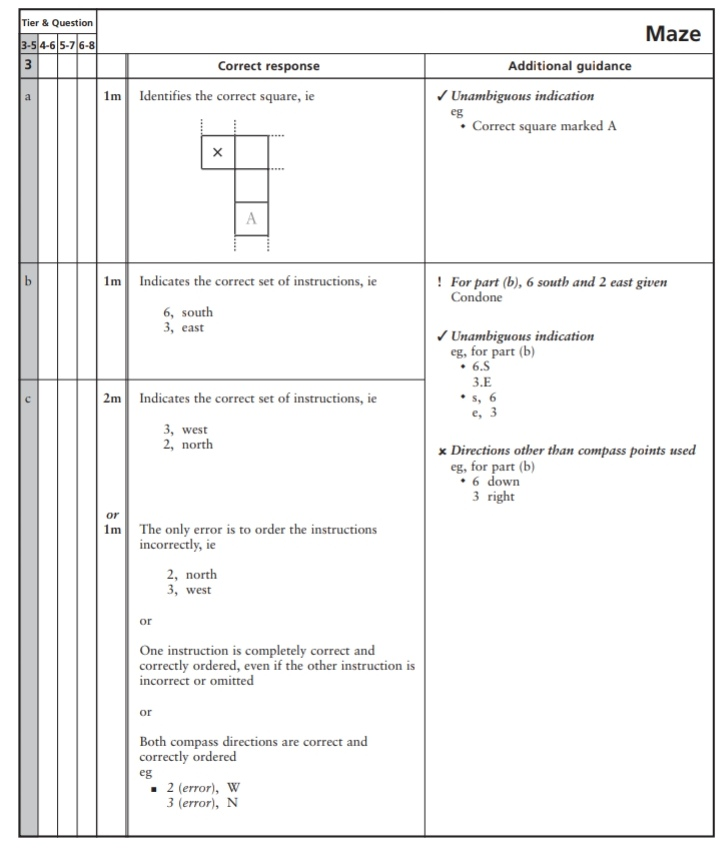 Tier & Question
Maze
3-5 4-6 5-7 6-8
3
Correct response
Additional guidance
a
1m
Identifies the correct square, ie
×
A
✓ Unambiguous indication
eg
• Correct square marked A
b
1m
Indicates the correct set of instructions, ie
6, south
3, east
! For part (b), 6 south and 2 east given
Condone
✓ Unambiguous indication
eg, for part (b)
• 6.S
3.E
• s, 6
e, 3
× Directions other than compass points used
eg, for part (b)
• 6 down
3 right
c
2m
Indicates the correct set of instructions, ie
3, west
2, north
or
1m
The only error is to order the instructions
incorrectly, ie
2, north
3, west
or
One instruction is completely correct and
correctly ordered, even if the other instruction is
incorrect or omitted
or
Both compass directions are correct and
correctly ordered
eg
▪ 2 (error), W
3 (error), N